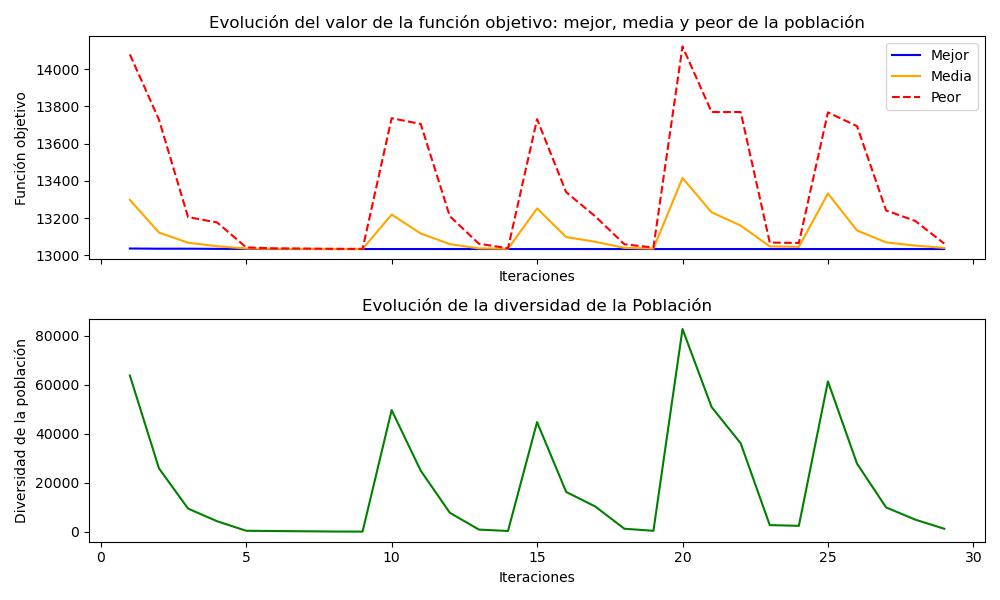 Evolución del valor de la función objetivo: mejor, media y peor de la población
Función objetivo
14000
13800
13600
13400
13200
13000
Mejor
Media
Peor
Iteraciones
Evolución de la diversidad de la Población
Diversidad de la población
80000
60000
40000
20000
0
0 5 10 15 20 25 30
Iteraciones